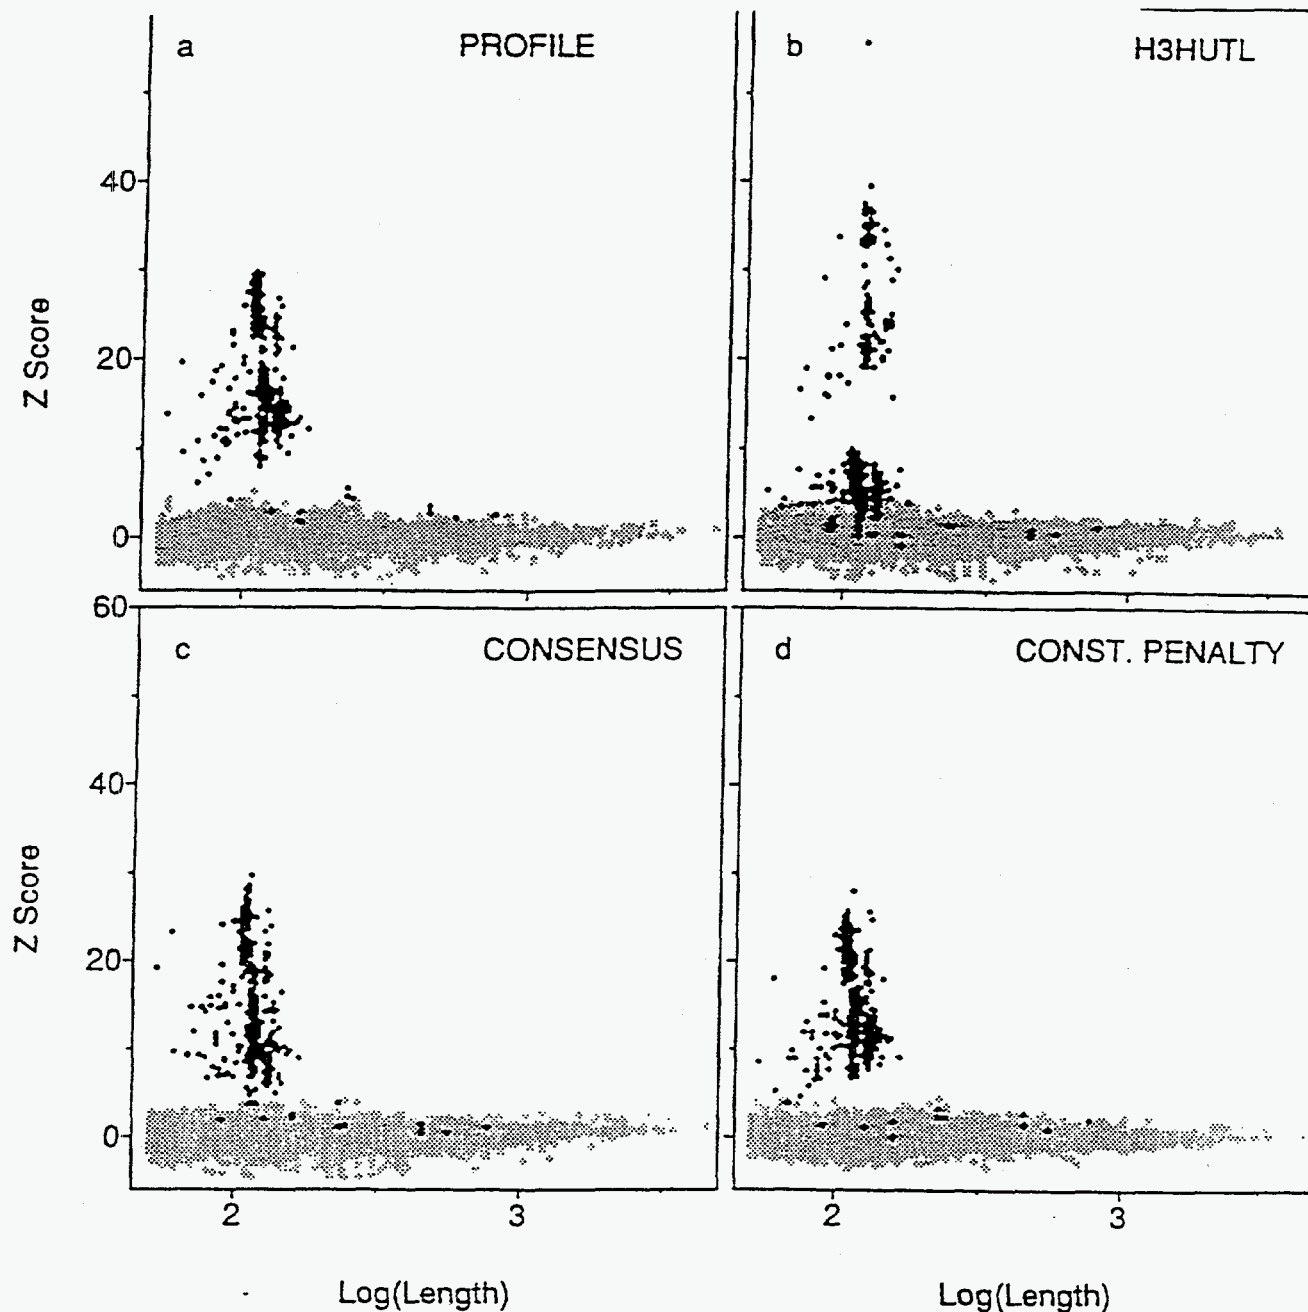 a PROFILE
b H3HUTL
40
20
0
Z Score
60
c CONSENSUS
d CONST. PENALTY
40
20
0
Z Score
2 3
2 3
Log(Length)
Log(Length)